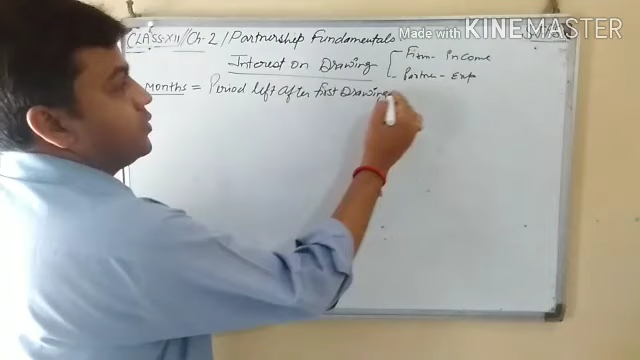 Made with KINEMASTER
CLASS-XII // Ch-2 / Partnership Fundamentals
Interest on Drawing
Firm - Income
Partner - Exp
MONTHS = Period left after first Drawing